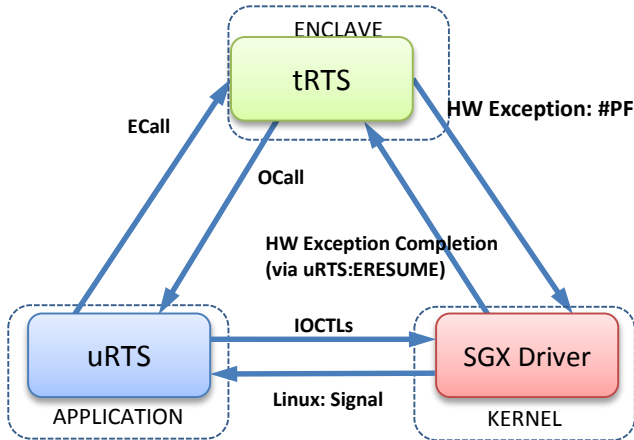 ENCLAVE
tRTS
HW Exception: #PF
ECall
OCall
HW Exception Completion
(via uRTS:ERESUME)
IOCTLs
uRTS
SGX Driver
Linux: Signal
APPLICATION
KERNEL